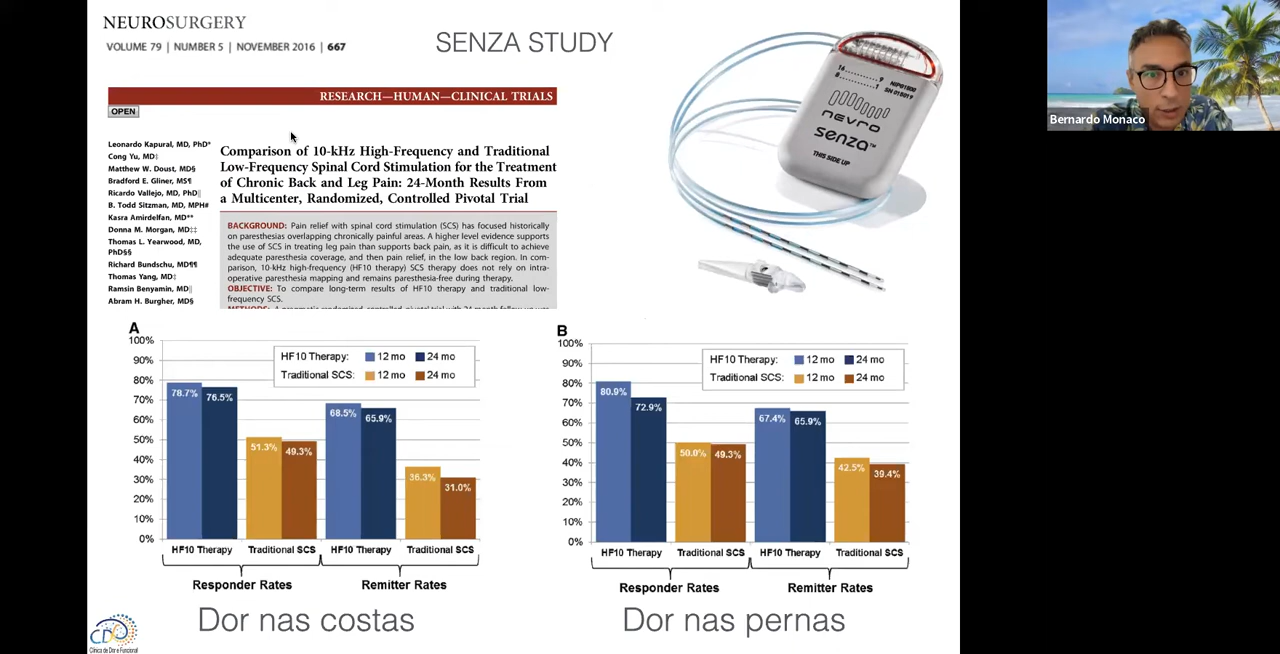 NEUROSURGERY
VOLUME 79 | NUMBER 5 | NOVEMBER 2016 | 667
SENZA STUDY
RESEARCH—HUMAN—CLINICAL TRIALS
OPEN
Leonardo Kapural, MD, PhD*
Cong Yu, MD‡
Matthew W. Doust, MD§
Bradford E. Gliner, MS¶
Ricardo Vallejo, MD, PhD||
B. Todd Sitzman, MD, MPH#
Kasra Amirdelfan, MD**
Donna M. Morgan, MD‡‡
Thomas L. Yearwood, MD,
PhD§§
Richard Bundschu, MD¶¶
Thomas Yang, MD‡
Ramsin Benyamin, MD||
Abram H. Burgher, MD§
Comparison of 10-kHz High-Frequency and Traditional
Low-Frequency Spinal Cord Stimulation for the Treatment
of Chronic Back and Leg Pain: 24-Month Results From
a Multicenter, Randomized, Controlled Pivotal Trial
BACKGROUND: Pain relief with spinal cord stimulation (SCS) has focused historically
on paresthesias overlapping chronically painful areas. A higher level evidence supports
the use of SCS in treating leg pain than supports back pain, as it is difficult to achieve
adequate paresthesia coverage, and then pain relief, in the low back region. In com-
parison, 10-kHz high-frequency (HF10 therapy) SCS therapy does not rely on intra-
operative paresthesia mapping and remains paresthesia-free during therapy.
OBJECTIVE: To compare long-term results of HF10 therapy and traditional low-
frequency SCS.
16 9
8 1
NIPG1500
nevro
senza™
THIS SIDE UP
Bernardo Monaco
A
100%
90%
80%
70%
60%
50%
40%
30%
20%
10%
0%
HF10 Therapy: 12 mo 24 mo
Traditional SCS: 12 mo 24 mo
78.7% 76.5% 51.3% 49.3% 68.5% 65.9% 36.3% 31.0%
HF10 Therapy Traditional SCS HF10 Therapy Traditional SCS
Responder Rates Remitter Rates
Dor nas costas
B
100%
90%
80%
70%
60%
50%
40%
30%
20%
10%
0%
HF10 Therapy: 12 mo 24 mo
Traditional SCS: 12 mo 24 mo
80.9% 72.9% 50.0% 49.3% 67.4% 65.9% 42.5% 39.4%
HF10 Therapy Traditional SCS HF10 Therapy Traditional SCS
Responder Rates Remitter Rates
Dor nas pernas
Clínica de Dor e Funcional